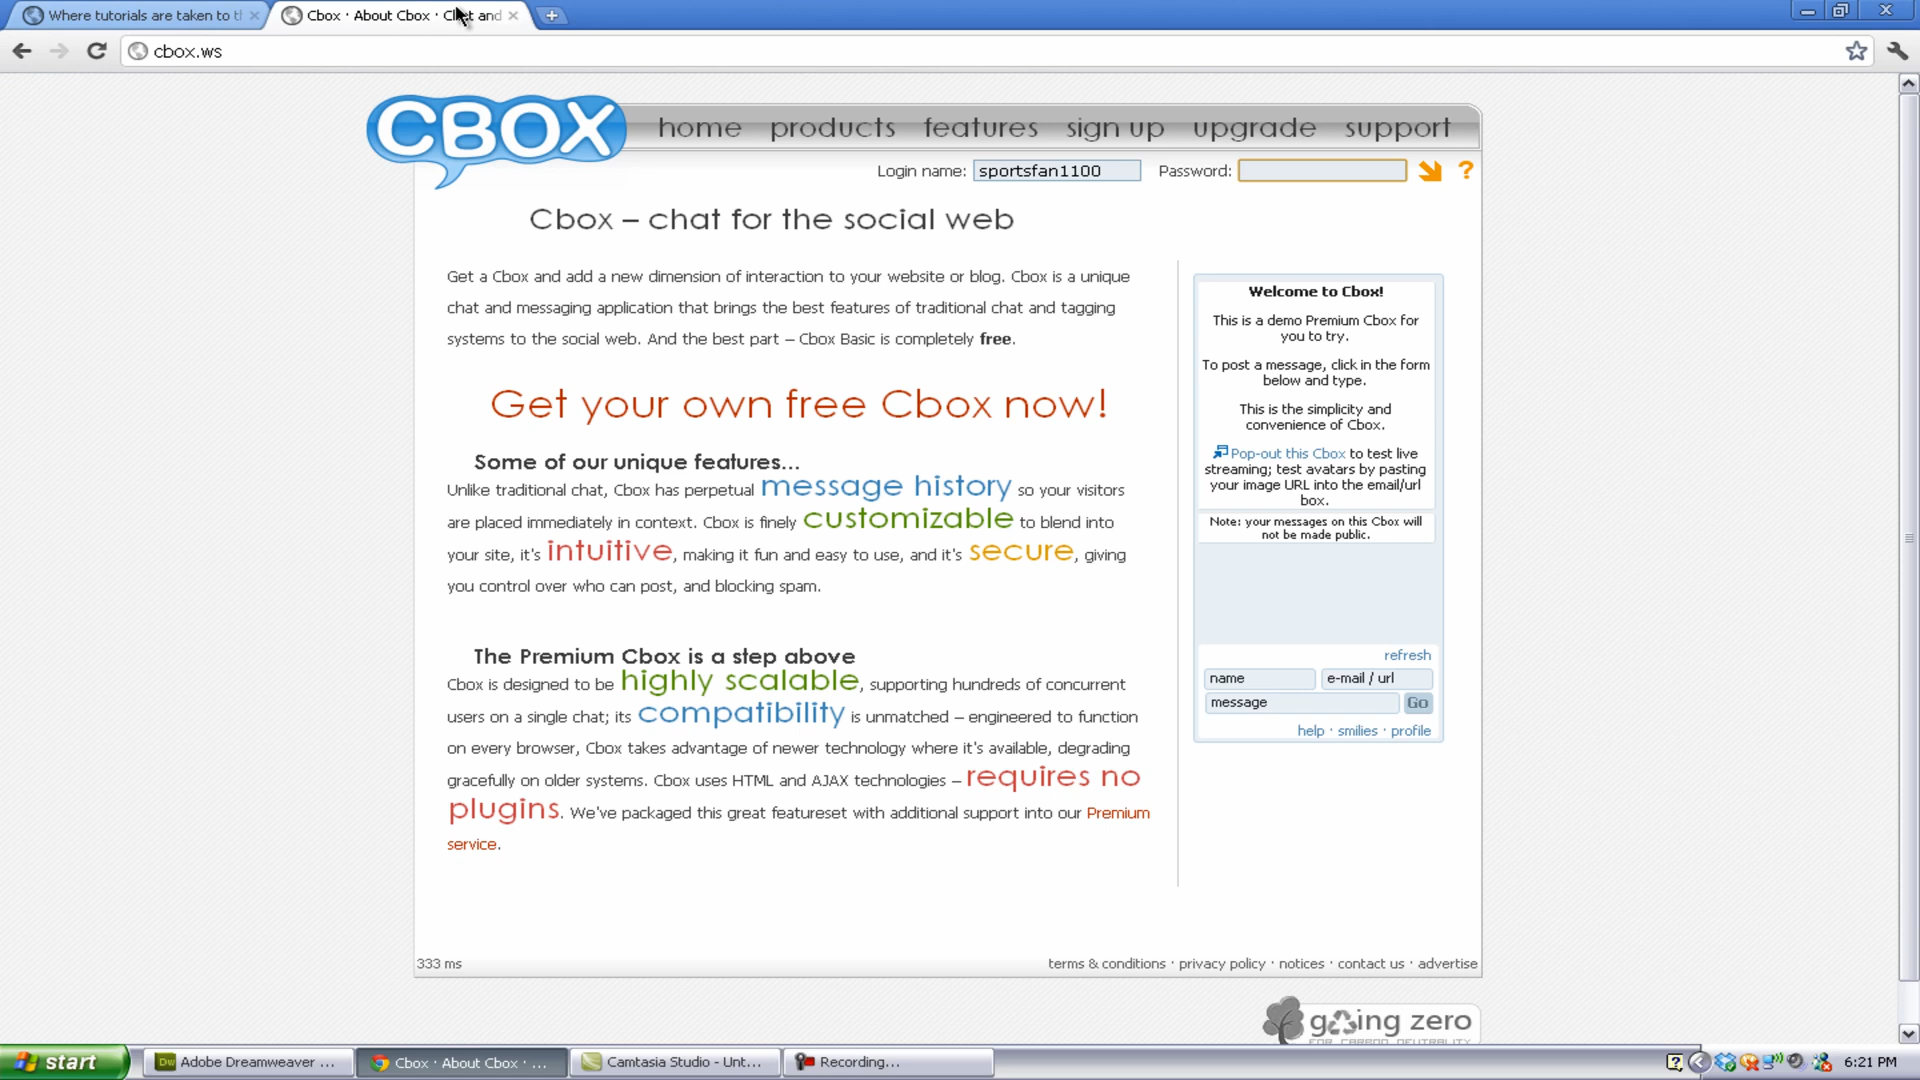 Where tutorials are taken to t
Cbox · About Cbox · Chat and
cbox.ws
CBOX
home products features sign up upgrade support
Login name: sportsfan1100 Password: ?
Cbox – chat for the social web
Get a Cbox and add a new dimension of interaction to your website or blog. Cbox is a unique
chat and messaging application that brings the best features of traditional chat and tagging
systems to the social web. And the best part – Cbox Basic is completely free.
Get your own free Cbox now!
Some of our unique features...
Unlike traditional chat, Cbox has perpetual message history so your visitors
are placed immediately in context. Cbox is finely customizable to blend into
your site, it's intuitive, making it fun and easy to use, and it's secure, giving
you control over who can post, and blocking spam.
The Premium Cbox is a step above
Cbox is designed to be highly scalable, supporting hundreds of concurrent
users on a single chat; its compatibility is unmatched – engineered to function
on every browser, Cbox takes advantage of newer technology where it's available, degrading
gracefully on older systems. Cbox uses HTML and AJAX technologies – requires no
plugins. We've packaged this great featureset with additional support into our Premium
service.
Welcome to Cbox!
This is a demo Premium Cbox for
you to try.
To post a message, click in the form
below and type.
This is the simplicity and
convenience of Cbox.
Pop-out this Cbox to test live
streaming; test avatars by pasting
your image URL into the email/url
box.
Note: your messages on this Cbox will
not be made public.
refresh
name e-mail / url
message Go
help · smilies · profile
333 ms
terms & conditions · privacy policy · notices · contact us · advertise
going zero
FOR CARBON NEUTRALITY
start
Adobe Dreamweaver ...
Cbox · About Cbox · ...
Camtasia Studio - Unt...
Recording...
6:21 PM